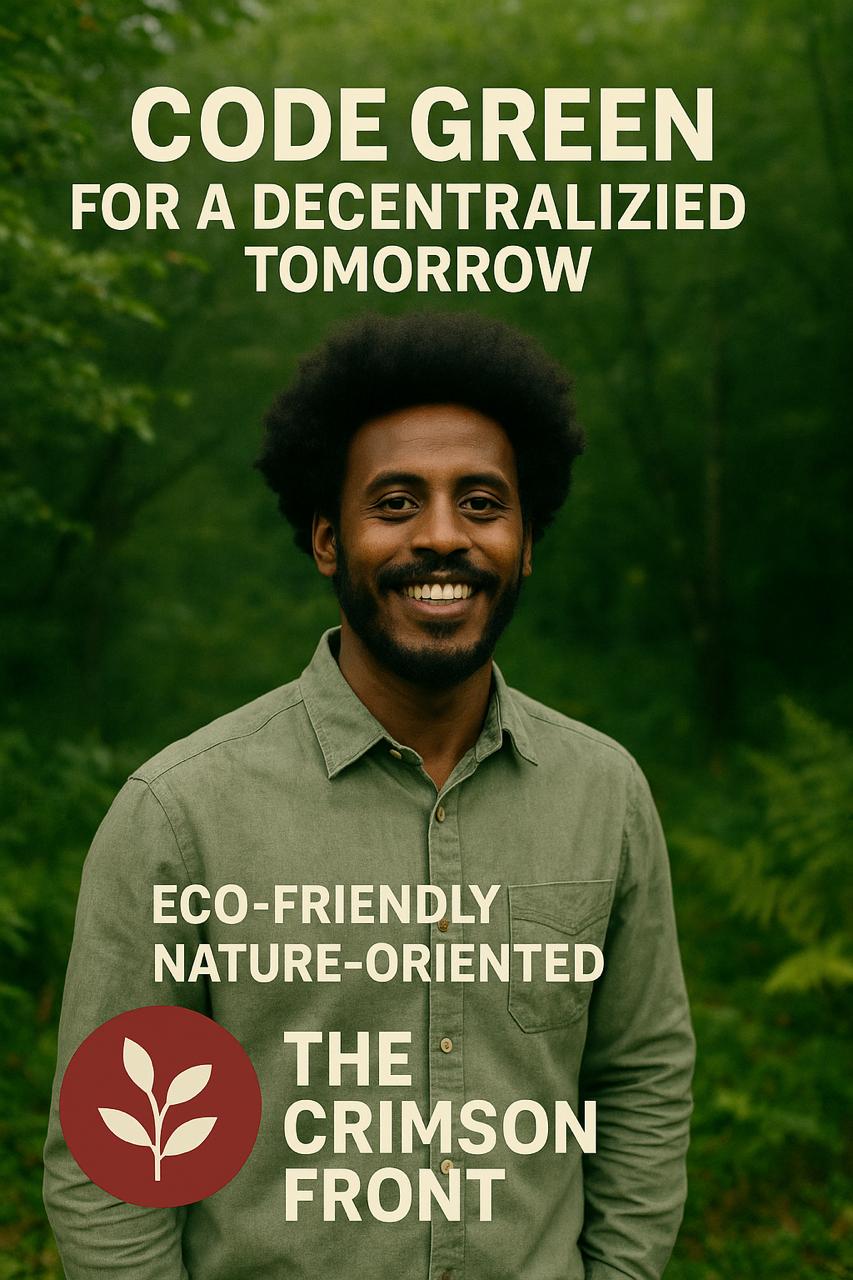 CODE GREEN
FOR A DECENTRALIZIED
TOMORROW
ECO-FRIENDLY
NATURE-ORIENTED
THE
CRIMSON
FRONT